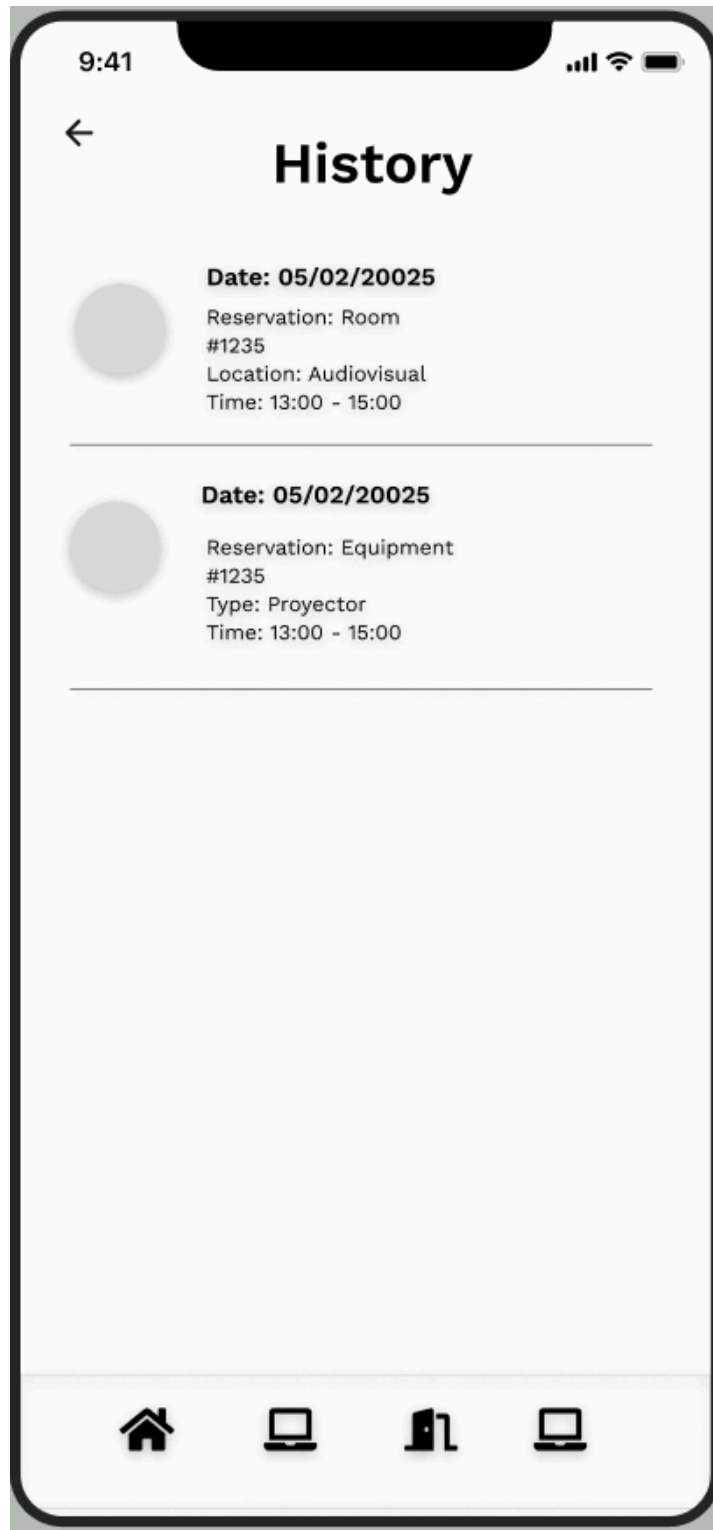 9:41
History
Date: 05/02/20025
Reservation: Room
#1235
Location: Audiovisual
Time: 13:00 - 15:00
Date: 05/02/20025
Reservation: Equipment
#1235
Type: Proyector
Time: 13:00 - 15:00